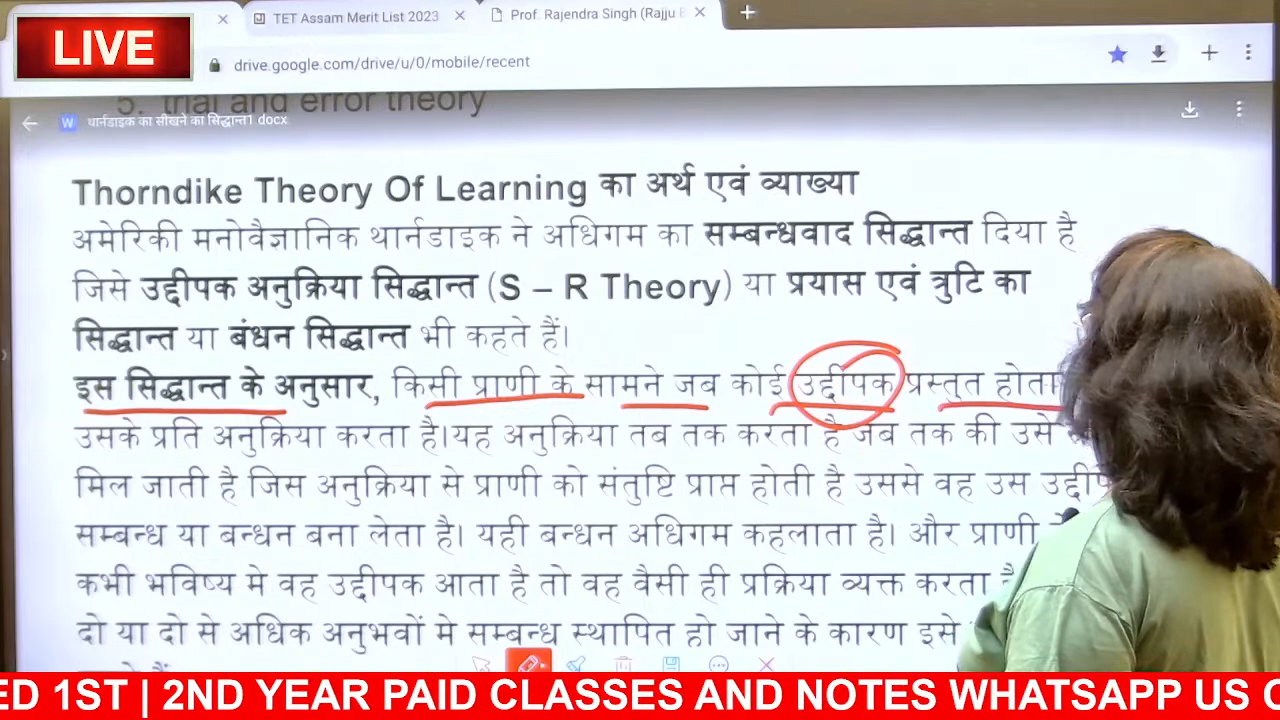 LIVE
TET Assam Merit List 2023
Prof. Rajendra Singh (Rajju
drive.google.com/drive/u/0/mobile/recent
5. trial and error theory
थार्नडाइक का सीखने का सिद्धान्त1.docx
Thorndike Theory Of Learning का अर्थ एवं व्याख्या
अमेरिकी मनोवैज्ञानिक थार्नडाइक ने अधिगम का सम्बन्धवाद सिद्धान्त दिया है
जिसे उद्दीपक अनुक्रिया सिद्धान्त (S – R Theory) या प्रयास एवं त्रुटि का
सिद्धान्त या बंधन सिद्धान्त भी कहते हैं।
इस सिद्धान्त के अनुसार, किसी प्राणी के सामने जब कोई उद्दीपक प्रस्तुत होता
उसके प्रति अनुक्रिया करता है।यह अनुक्रिया तब तक करता है जब तक की उसे
मिल जाती है जिस अनुक्रिया से प्राणी को संतुष्टि प्राप्त होती है उससे वह उस
सम्बन्ध या बन्धन बना लेता है। यही बन्धन अधिगम कहलाता है। और प्राणी
कभी भविष्य मे वह उद्दीपक आता है तो वह वैसी ही प्रक्रिया व्यक्त करता
दो या दो से अधिक अनुभवों मे सम्बन्ध स्थापित हो जाने के कारण इसे
ED 1ST | 2ND YEAR PAID CLASSES AND NOTES WHATSAPP US